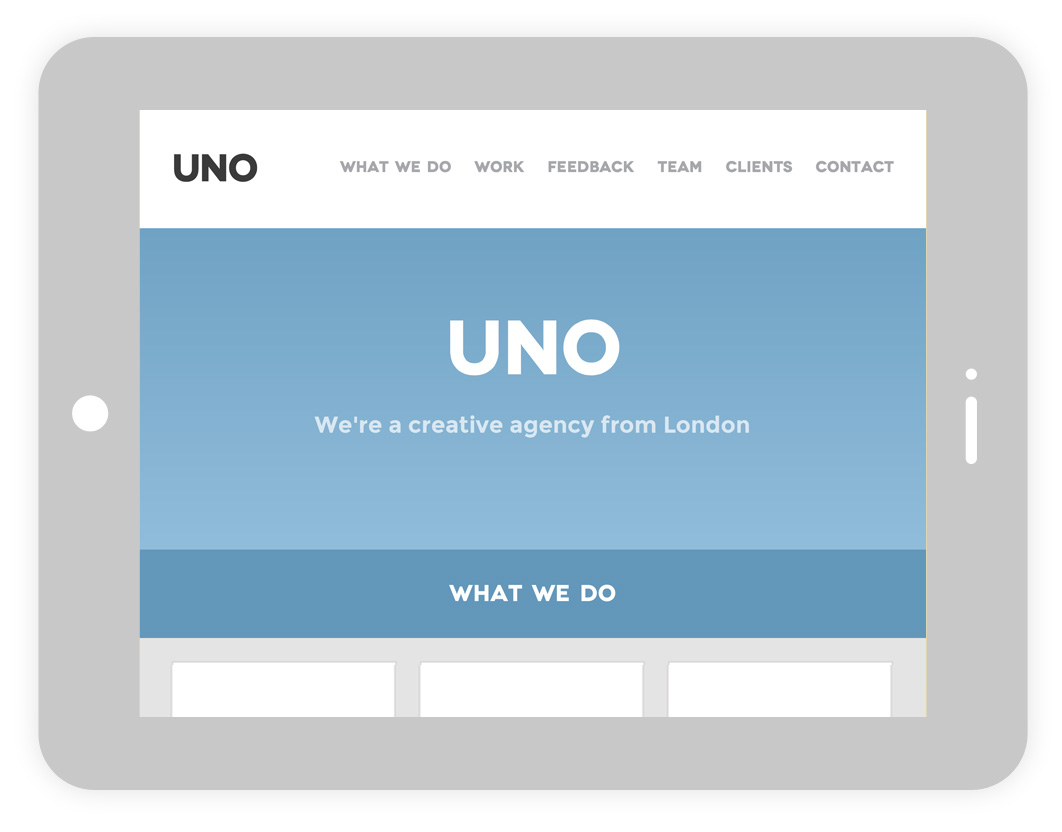 UNO
WHAT WE DO WORK FEEDBACK TEAM CLIENTS CONTACT
UNO
We're a creative agency from London
WHAT WE DO